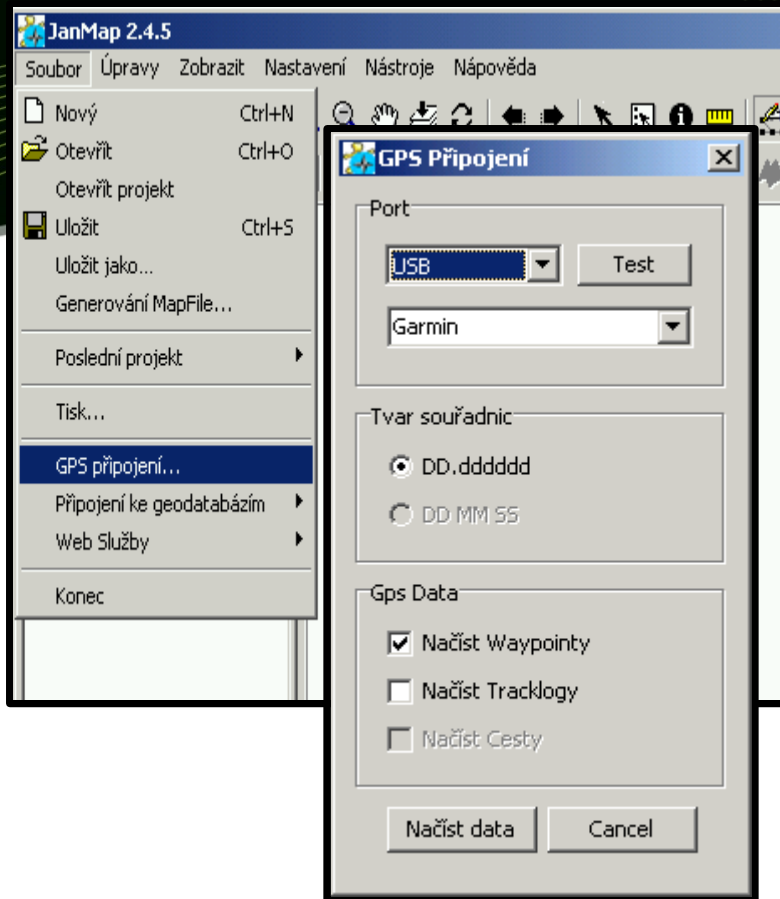 JanMap 2.4.5
Soubor Úpravy Zobrazit Nastavení Nástroje Nápověda
Nový Ctrl+N
Otevřít Ctrl+O
Otevřít projekt
Uložit Ctrl+S
Uložit jako...
Generování MapFile...
Poslední projekt
Tisk...
GPS připojení...
Připojení ke geodatabázím
Web Služby
Konec
GPS Připojení
Port
USB Test
Garmin
Tvar souřadnic
DD.dddddd
DD MM SS
Gps Data
Načíst Waypointy
Načíst Tracklogy
Načíst Cesty
Načíst data Cancel